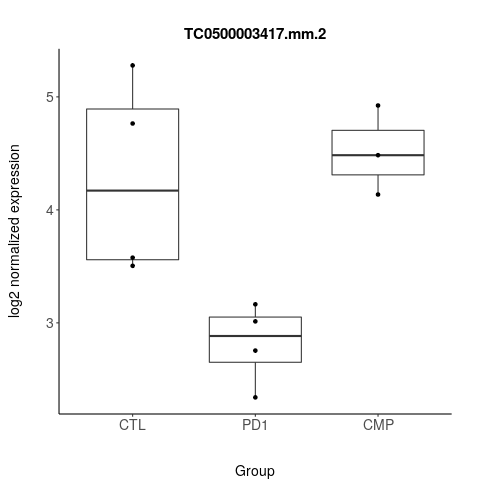 TC0500003417.mm.2
log2 normalized expression
5
4
3
CTL
PD1
CMP
Group